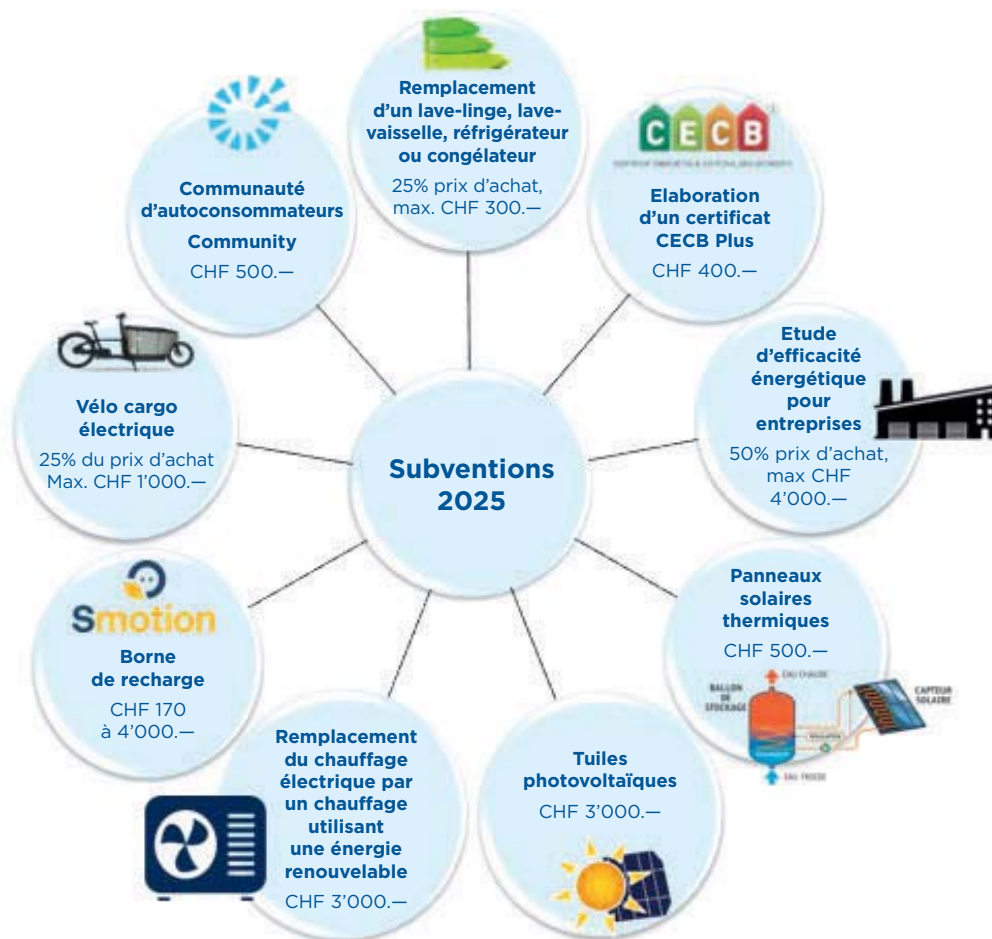 Remplacement
d'un lave-linge, lave-
vaisselle, réfrigérateur
ou congélateur
25% prix d'achat,
max. CHF 300.—
CECB
Elaboration
d'un certificat
CECB Plus
CHF 400.—
Communauté
d'autoconsommateurs
Community
CHF 500.—
Etude
d'efficacité
énergétique
pour
entreprises
50% prix d'achat,
max CHF
4'000.—
Vélo cargo
électrique
25% du prix d'achat
Max. CHF 1'000.—
Subventions
2025
Panneaux
solaires
thermiques
CHF 500.—
EAU CHAUDE
BALLON
DE
STOCKAGE
CAPTEUR
SOLAIRE
RÉGULATION
EAU FROIDE
Smotion
Borne
de recharge
CHF 170
à 4'000.—
Remplacement
du chauffage
électrique par
un chauffage
utilisant
une énergie
renouvelable
CHF 3'000.—
Tuiles
photovoltaïques
CHF 3'000.—